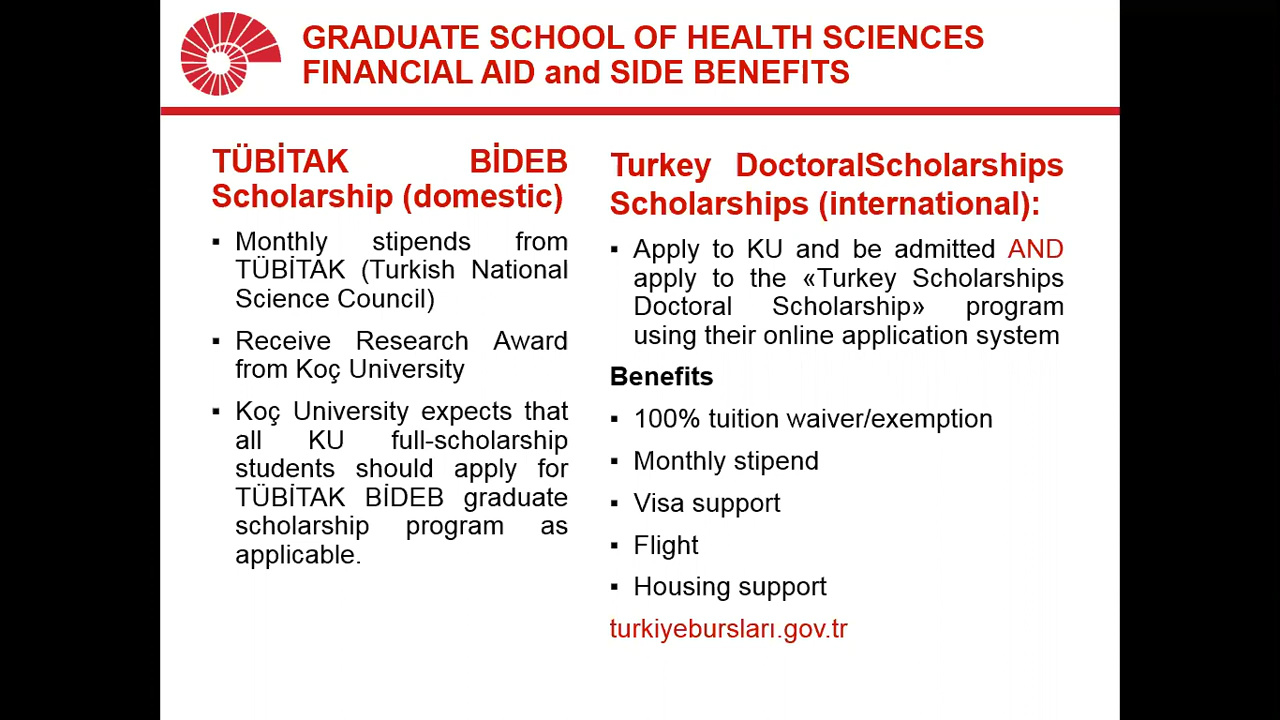 GRADUATE SCHOOL OF HEALTH SCIENCES
FINANCIAL AID and SIDE BENEFITS
TÜBİTAK BİDEB
Scholarship (domestic)
▪ Monthly stipends from
TÜBİTAK (Turkish National
Science Council)
▪ Receive Research Award
from Koç University
▪ Koç University expects that
all KU full-scholarship
students should apply for
TÜBİTAK BİDEB graduate
scholarship program as
applicable.
Turkey DoctoralScholarships
Scholarships (international):
▪ Apply to KU and be admitted AND
apply to the «Turkey Scholarships
Doctoral Scholarship» program
using their online application system
Benefits
▪ 100% tuition waiver/exemption
▪ Monthly stipend
▪ Visa support
▪ Flight
▪ Housing support
turkiyebursları.gov.tr